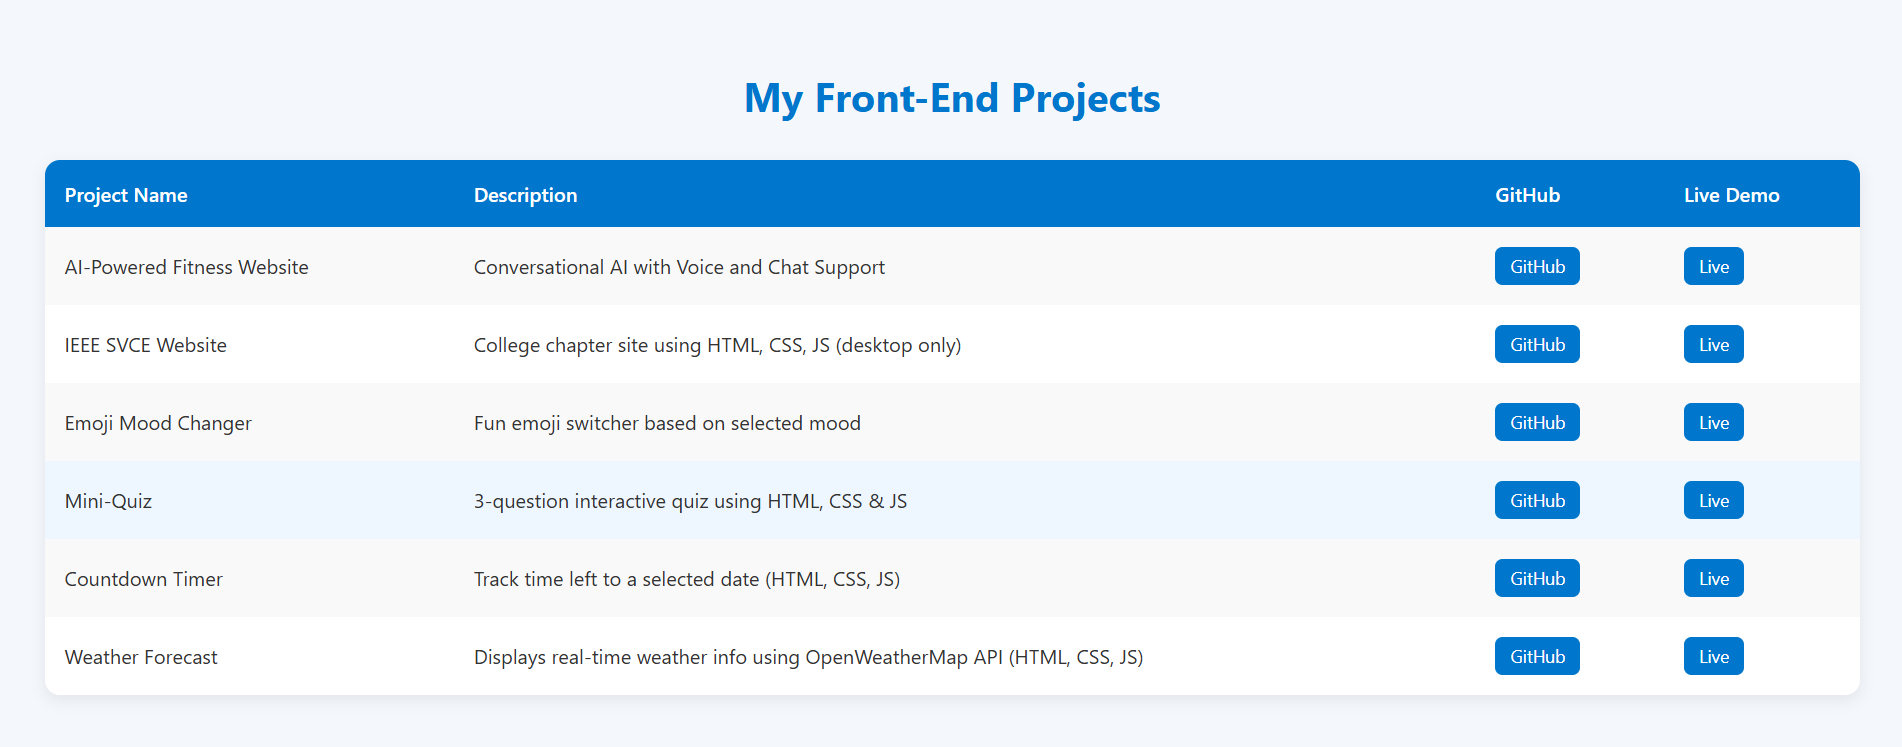 My Front-End Projects
Project Name Description GitHub Live Demo
AI-Powered Fitness Website Conversational AI with Voice and Chat Support GitHub Live
IEEE SVCE Website College chapter site using HTML, CSS, JS (desktop only) GitHub Live
Emoji Mood Changer Fun emoji switcher based on selected mood GitHub Live
Mini-Quiz 3-question interactive quiz using HTML, CSS & JS GitHub Live
Countdown Timer Track time left to a selected date (HTML, CSS, JS) GitHub Live
Weather Forecast Displays real-time weather info using OpenWeatherMap API (HTML, CSS, JS) GitHub Live